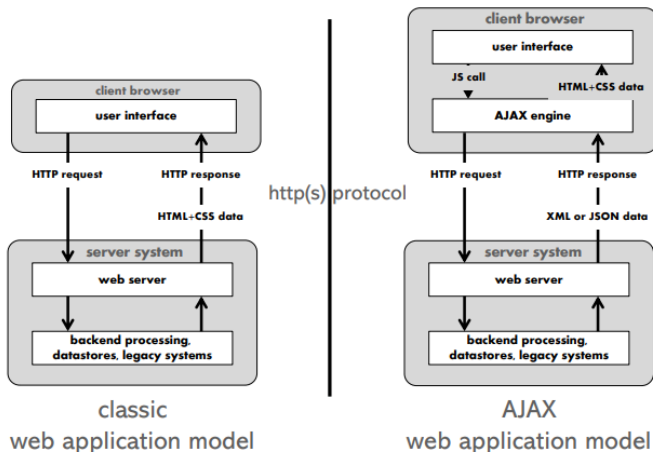 client browser
user interface
HTTP request
HTTP response
HTML+CSS data
server system
web server
backend processing,
datastores, legacy systems
classic
web application model
http(s) protocol
client browser
user interface
JS call
HTML+CSS data
AJAX engine
HTTP request
HTTP response
XML or JSON data
server system
web server
backend processing,
datastores, legacy systems
AJAX
web application model